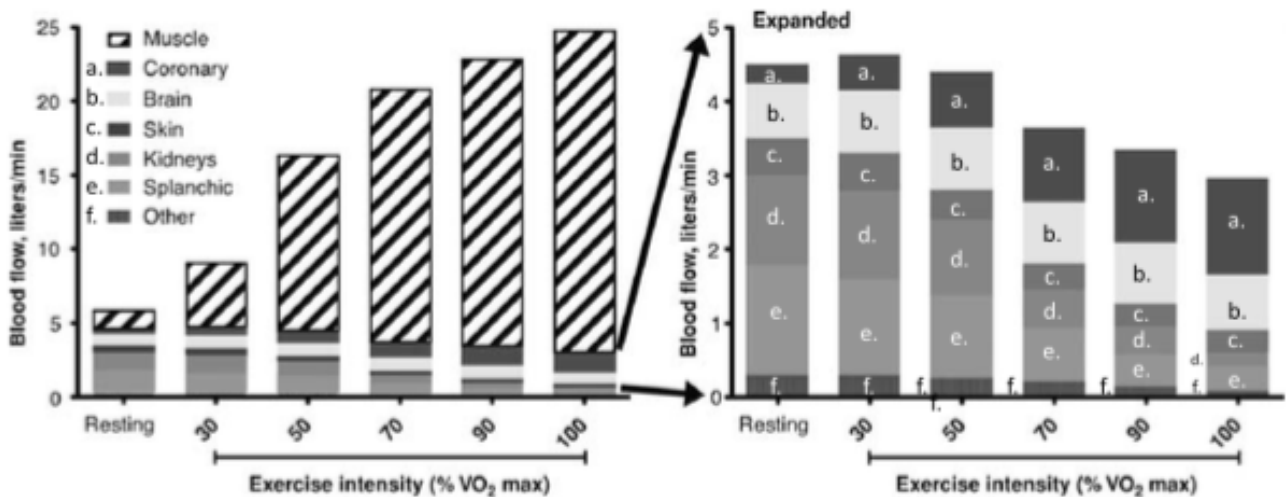 Expanded
25
20
15
10
5
0
Blood flow, liters/min
Muscle
a. Coronary
b. Brain
c. Skin
d. Kidneys
e. Splanchic
f. Other
Resting
30
50
70
90
100
Exercise intensity (% VO₂ max)
5
4
3
2
1
0
Blood flow, liters/min
a.
b.
c.
d.
e.
f.
a.
b.
c.
d.
e.
f.
a.
b.
c.
d.
e.
f.
f.
a.
b.
c.
d.
e.
f.
a.
b.
c.
d.
e.
f.
a.
b.
c.
d.
e.
f.
Resting
30
50
70
90
100
Exercise intensity (% VO₂ max)